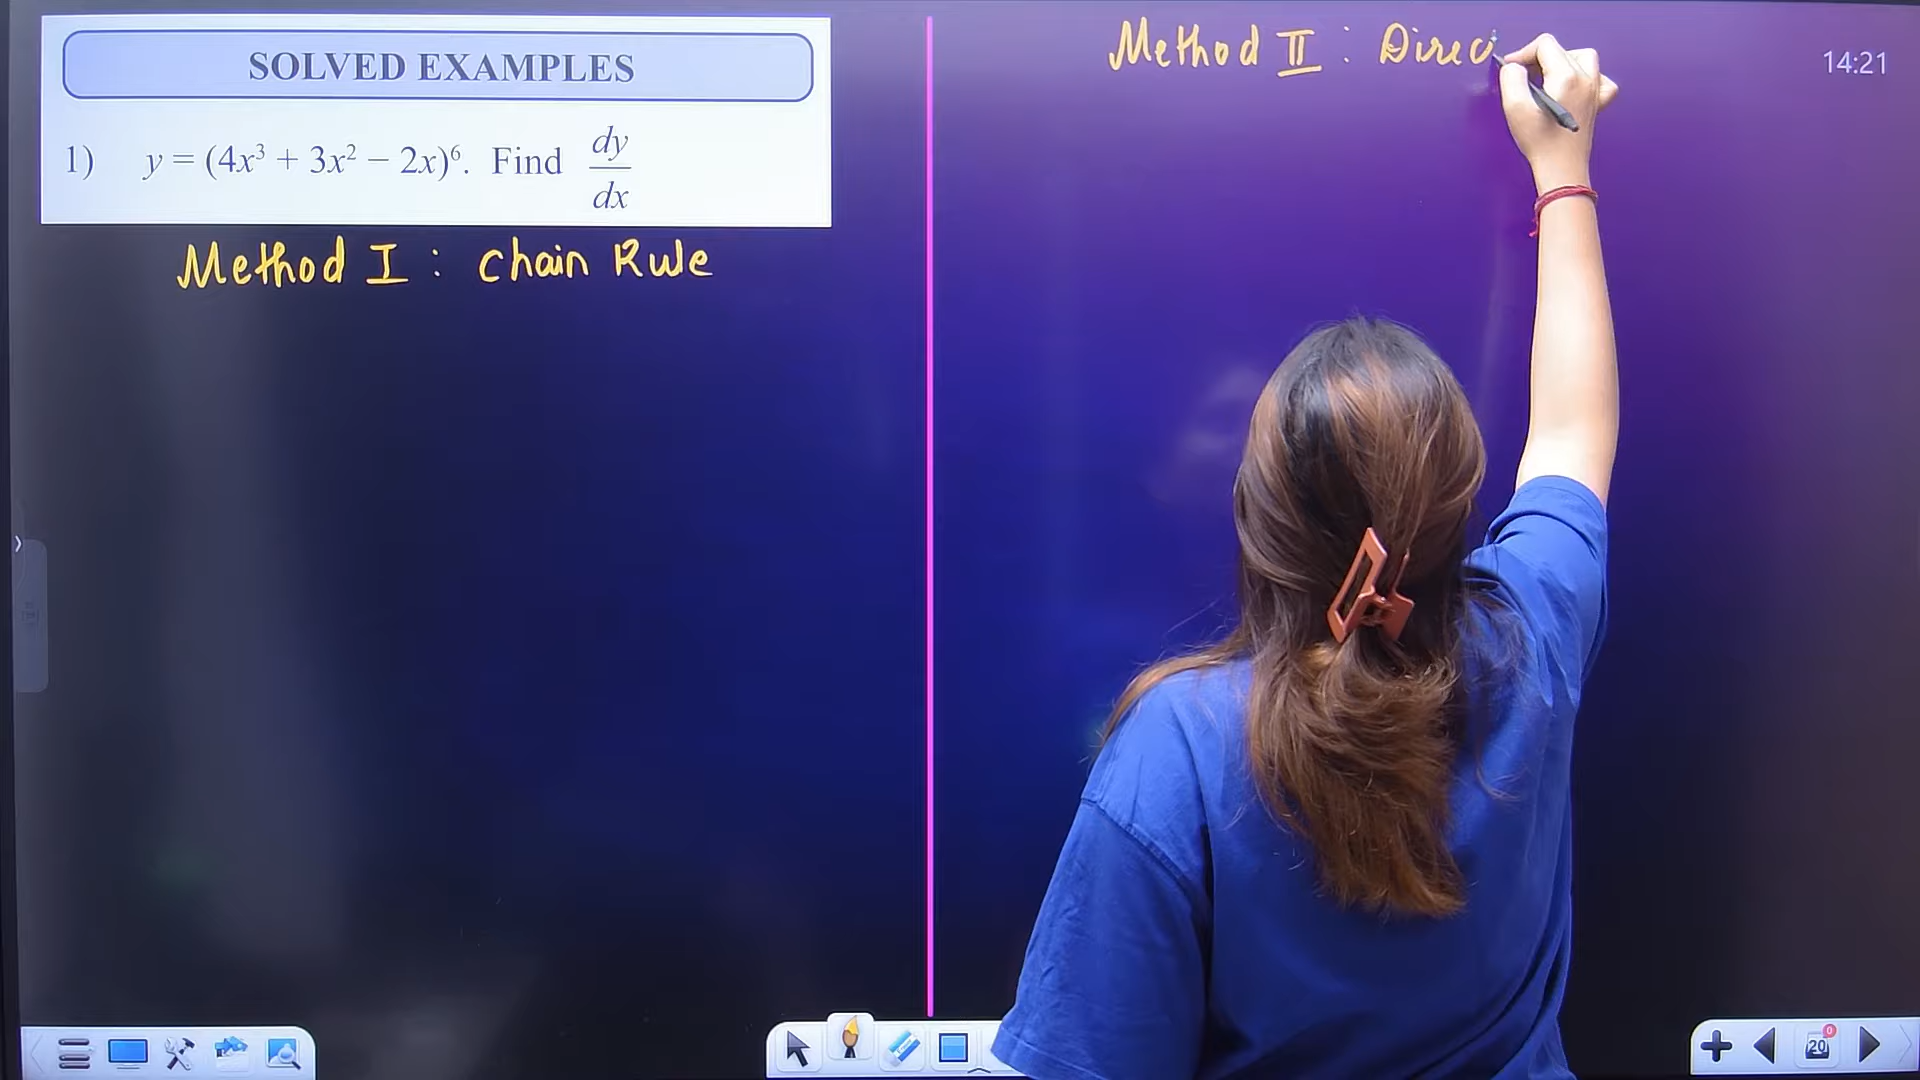 SOLVED EXAMPLES
1) y = (4x³ + 3x² − 2x)⁶. Find dy/dx
Method I : Chain Rule
Method II : Direc
14:21
20
0